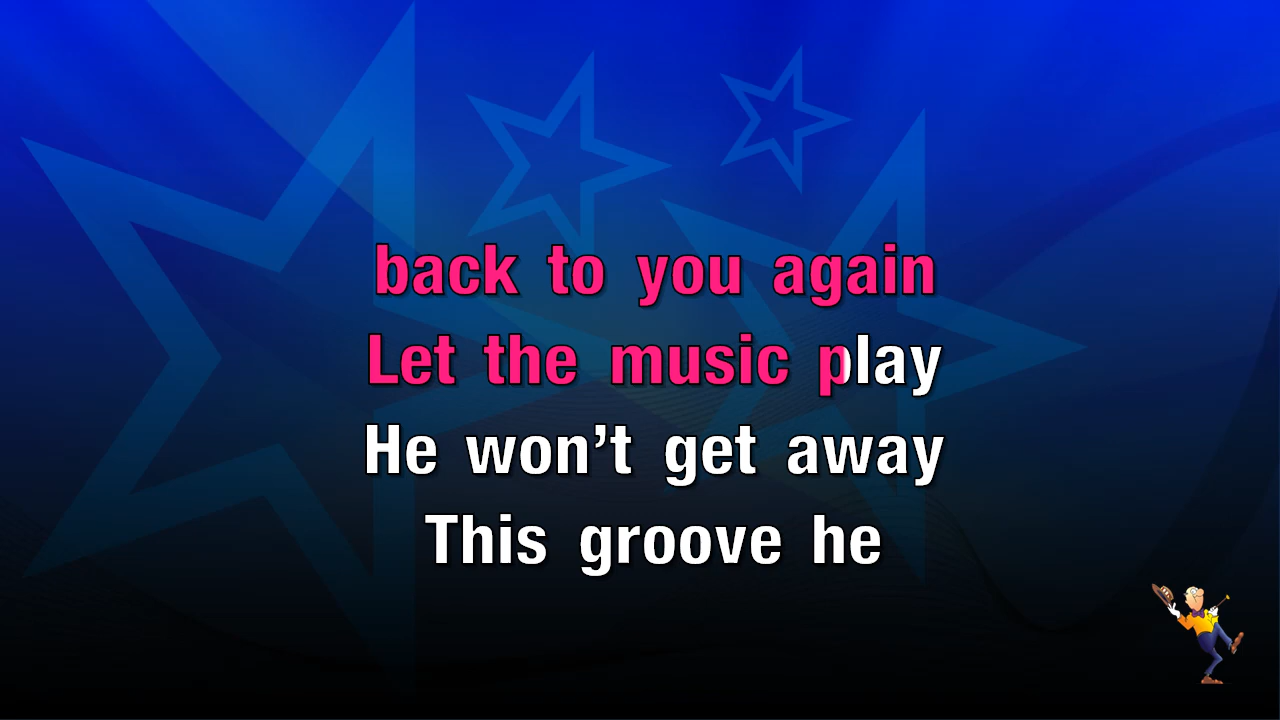 back to you again
Let the music play
He won’t get away
This groove he